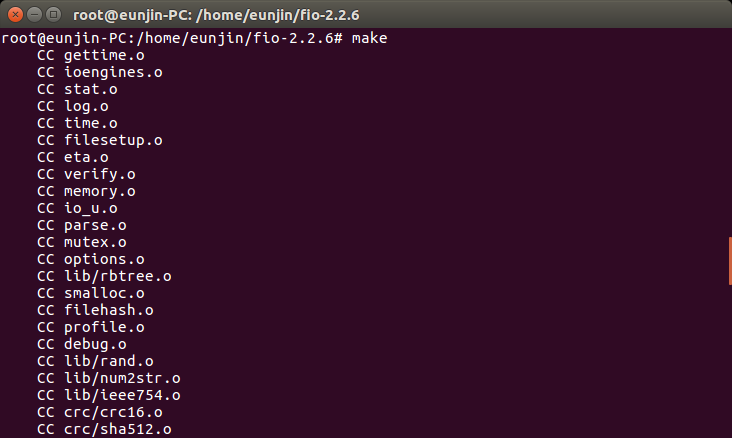 root@eunjin-PC: /home/eunjin/fio-2.2.6
root@eunjin-PC:/home/eunjin/fio-2.2.6# make
CC gettime.o
CC ioengines.o
CC stat.o
CC log.o
CC time.o
CC filesetup.o
CC eta.o
CC verify.o
CC memory.o
CC io_u.o
CC parse.o
CC mutex.o
CC options.o
CC lib/rbtree.o
CC smalloc.o
CC filehash.o
CC profile.o
CC debug.o
CC lib/rand.o
CC lib/num2str.o
CC lib/ieee754.o
CC crc/crc16.o
CC crc/sha512.o